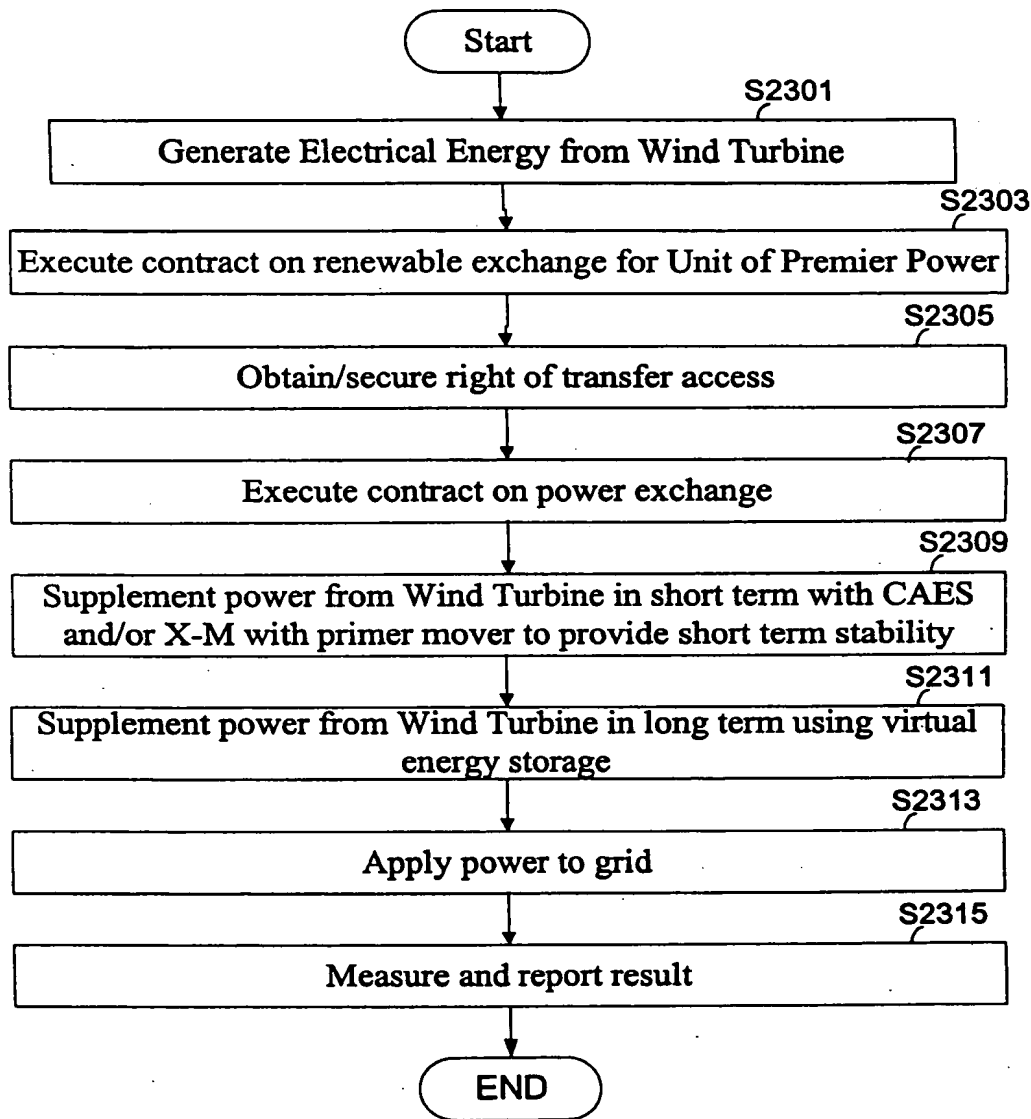 Start
S2301
Generate Electrical Energy from Wind Turbine
S2303
Execute contract on renewable exchange for Unit of Premier Power
S2305
Obtain/secure right of transfer access
S2307
Execute contract on power exchange
S2309
Supplement power from Wind Turbine in short term with CAES
and/or X-M with primer mover to provide short term stability
S2311
Supplement power from Wind Turbine in long term using virtual
energy storage
S2313
Apply power to grid
S2315
Measure and report result
END